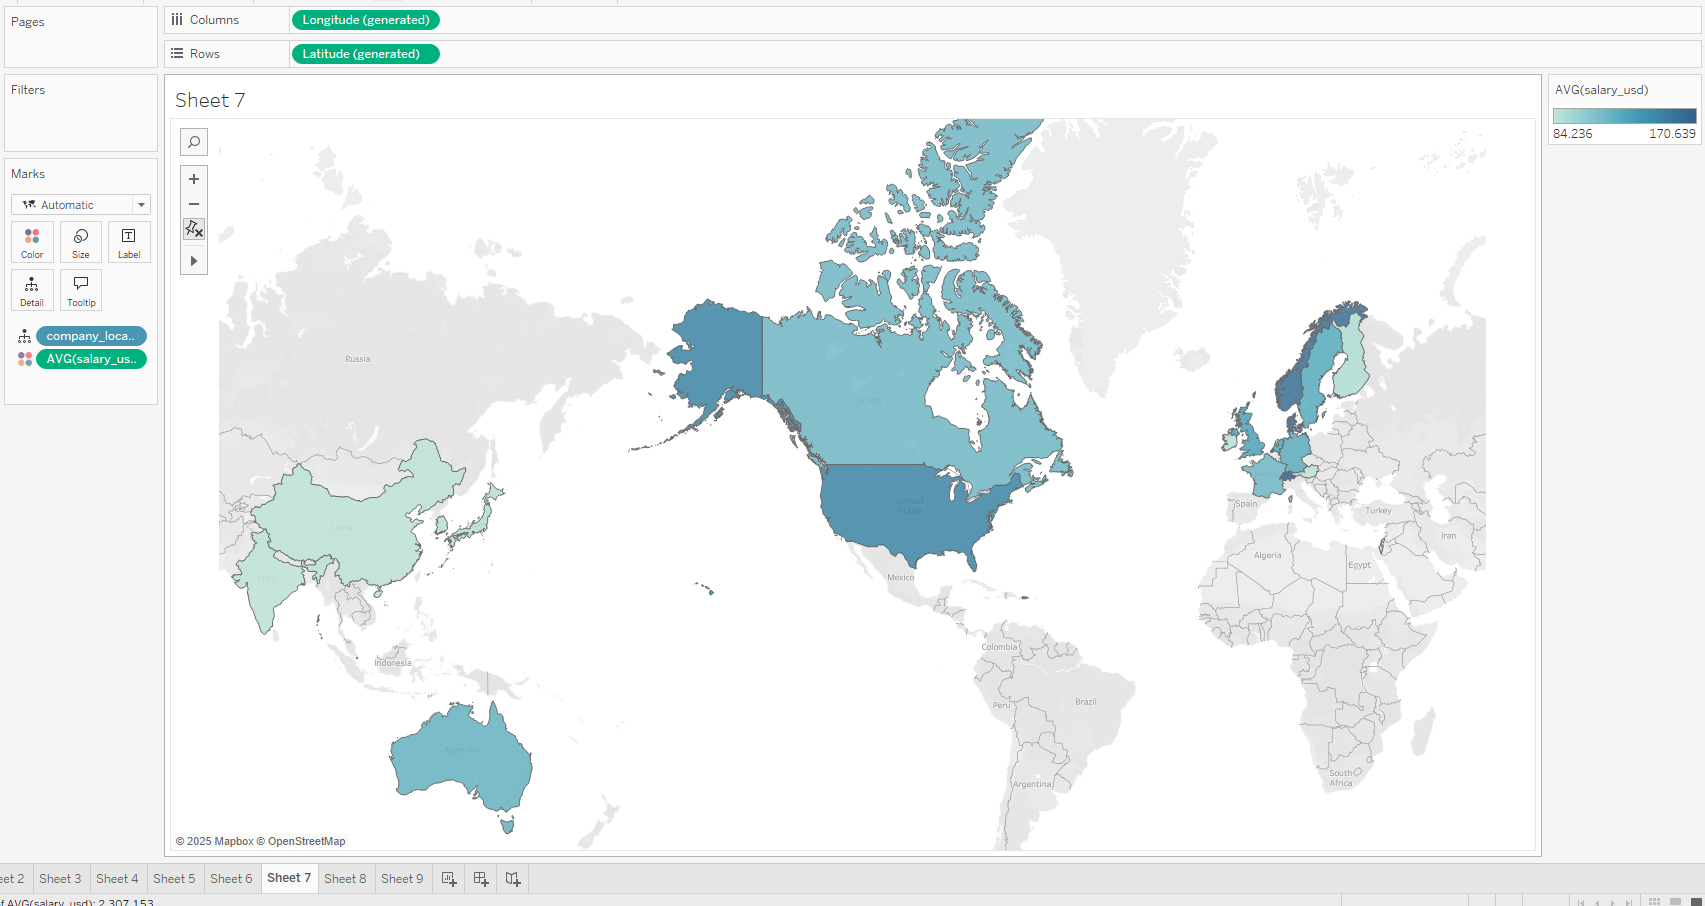 Pages
Columns
Longitude (generated)
Rows
Latitude (generated)
Filters
Marks
Automatic
Color
Size
Label
Detail
Tooltip
company_loca..
AVG(salary_us..
Sheet 7
AVG(salary_usd)
84.236
170.639
Russia
Canada
China
India
United
States
Mexico
Spain
France
Turkey
Iran
Algeria
Egypt
Indonesia
Colombia
Brazil
Peru
Australia
Argentina
South
Africa
© 2025 Mapbox © OpenStreetMap
eet 2
Sheet 3
Sheet 4
Sheet 5
Sheet 6
Sheet 7
Sheet 8
Sheet 9
f AVG(salary_usd): 2.307.153